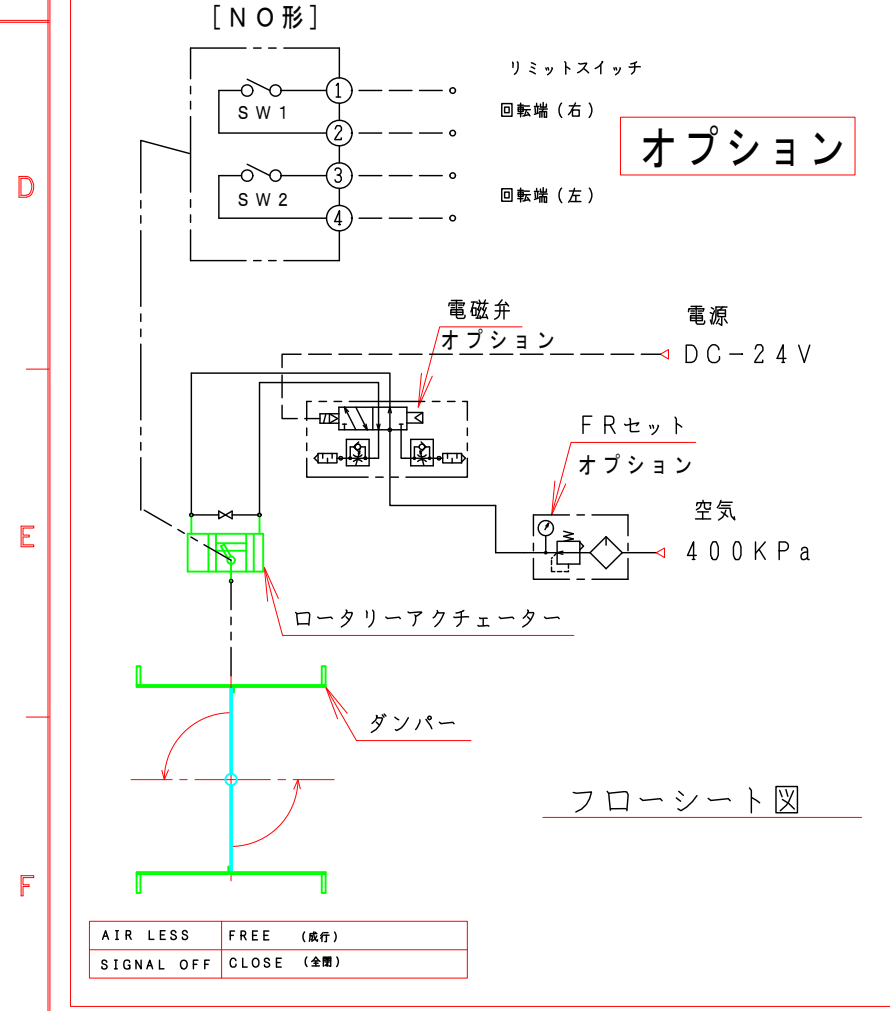 [NO形]
リミットスイッチ
1
SW1
回転端（右）
2
オプション
3
SW2
回転端（左）
4
D
電磁弁
オプション
電源
DC-24V
FRセット
オプション
空気
400KPa
E
ロータリーアクチェーター
ダンパー
フローシート図
F
AIR LESS FREE （成行）
SIGNAL OFF CLOSE （全閉）